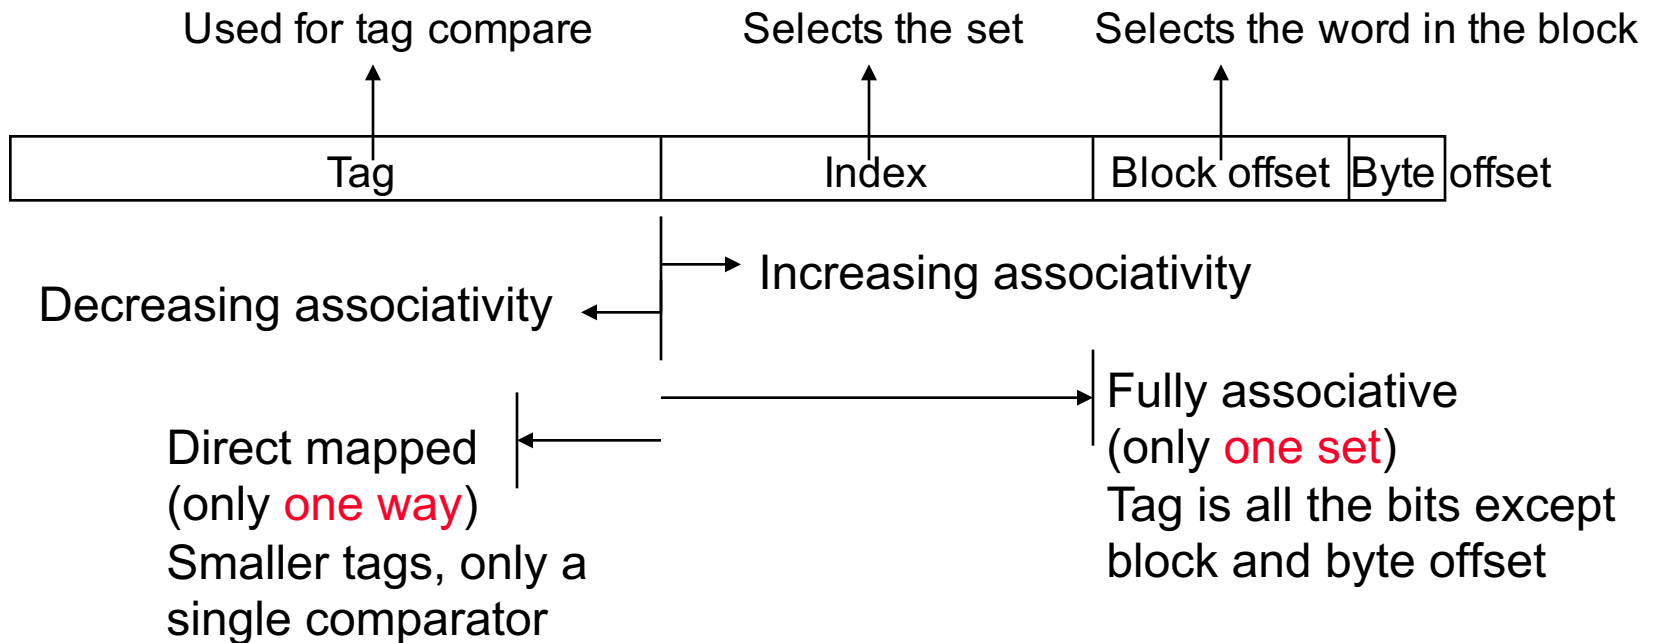 Used for tag compare
Selects the set
Selects the word in the block
Tag
Index
Block offset
Byte offset
Increasing associativity
Decreasing associativity
Fully associative
(only one set)
Tag is all the bits except
block and byte offset
Direct mapped
(only one way)
Smaller tags, only a
single comparator